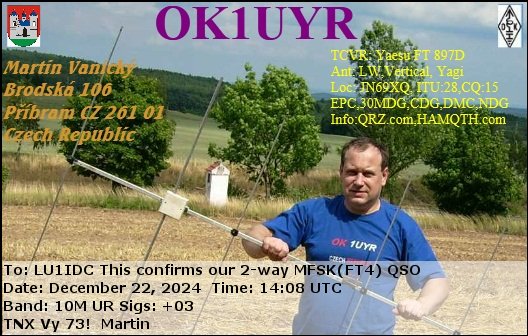 OK1UYR
TCVR: Yaesu FT 897D
Ant: LW,Vertical, Yagi
Loc: JN69XQ, ITU:28,CQ:15
EPC,30MDG,CDG,DMC,NDG
Info:QRZ.com,HAMQTH.com
Martin Vanický
Brodská 106
Příbram CZ 261 01
Czech Republic
OK 1UYR
To: LU1IDC This confirms our 2-way MFSK(FT4) QSO
Date: December 22, 2024 Time: 14:08 UTC
Band: 10M UR Sigs: +03
TNX Vy 73! Martin